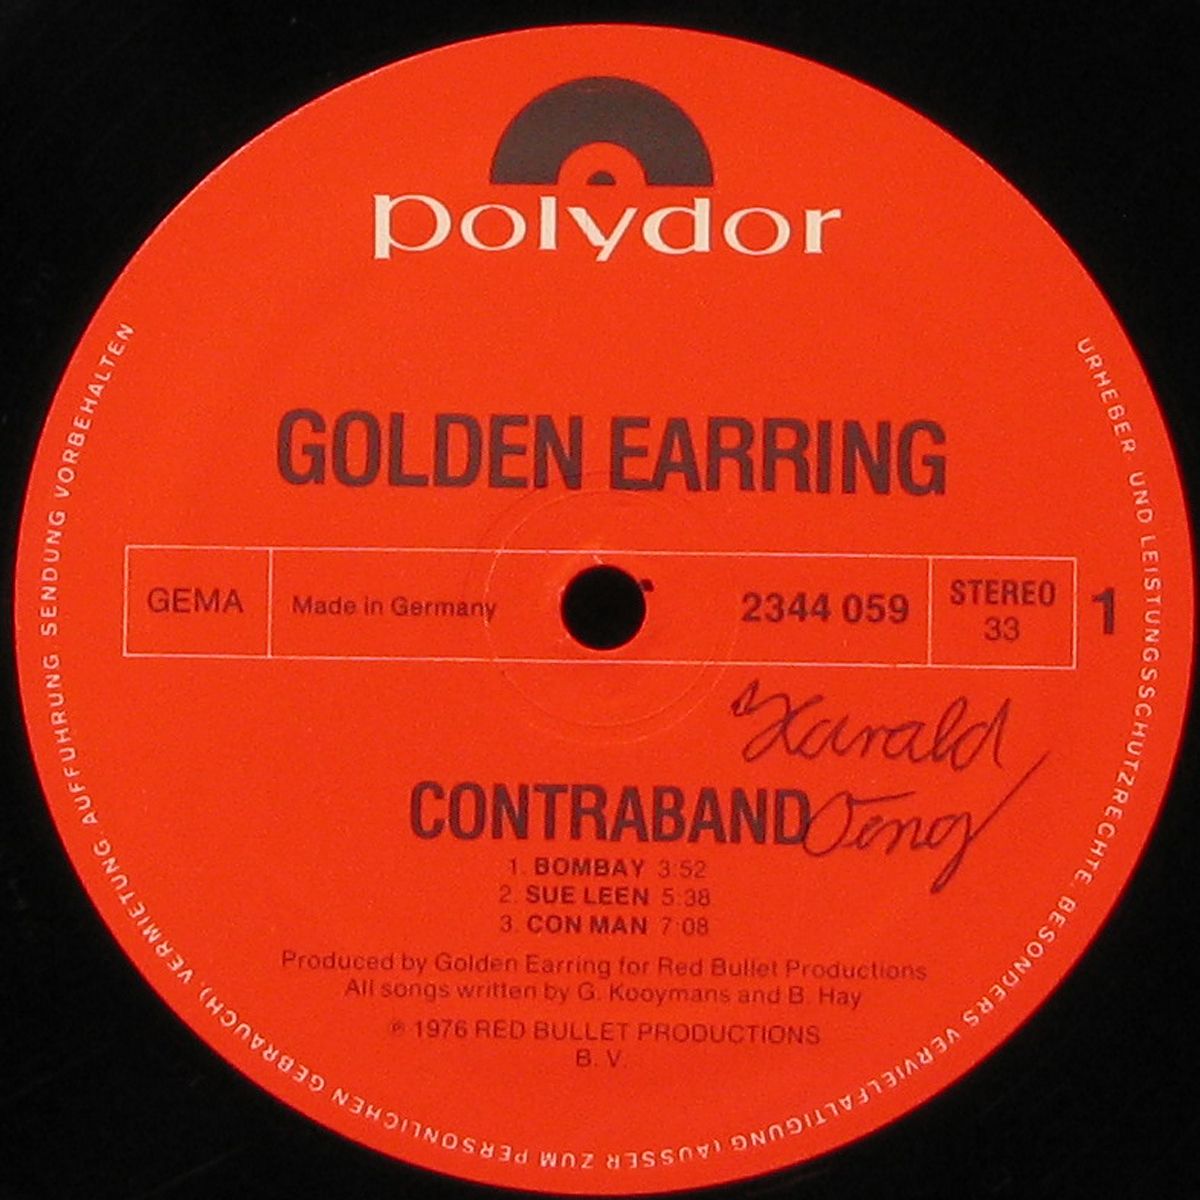 polydor
GOLDEN EARRING
GEMA
Made in Germany
2344 059
STEREO
33
1
Harald
CONTRABAND
1. BOMBAY 3:52
2. SUE LEEN 5:38
3. CON MAN 7:08
Produced by Golden Earring for Red Bullet Productions
All songs written by G. Kooymans and B. Hay
℗ 1976 RED BULLET PRODUCTIONS
B. V.
URHEBER UND LEISTUNGSSCHUTZRECHTE, BESONDERS VERVIELFÄLTIGUNG (AUSSER ZUM PERSÖNLICHEN GEBRAUCH), VERMIETUNG, AUFFÜHRUNG SENDUNG VORBEHALTEN